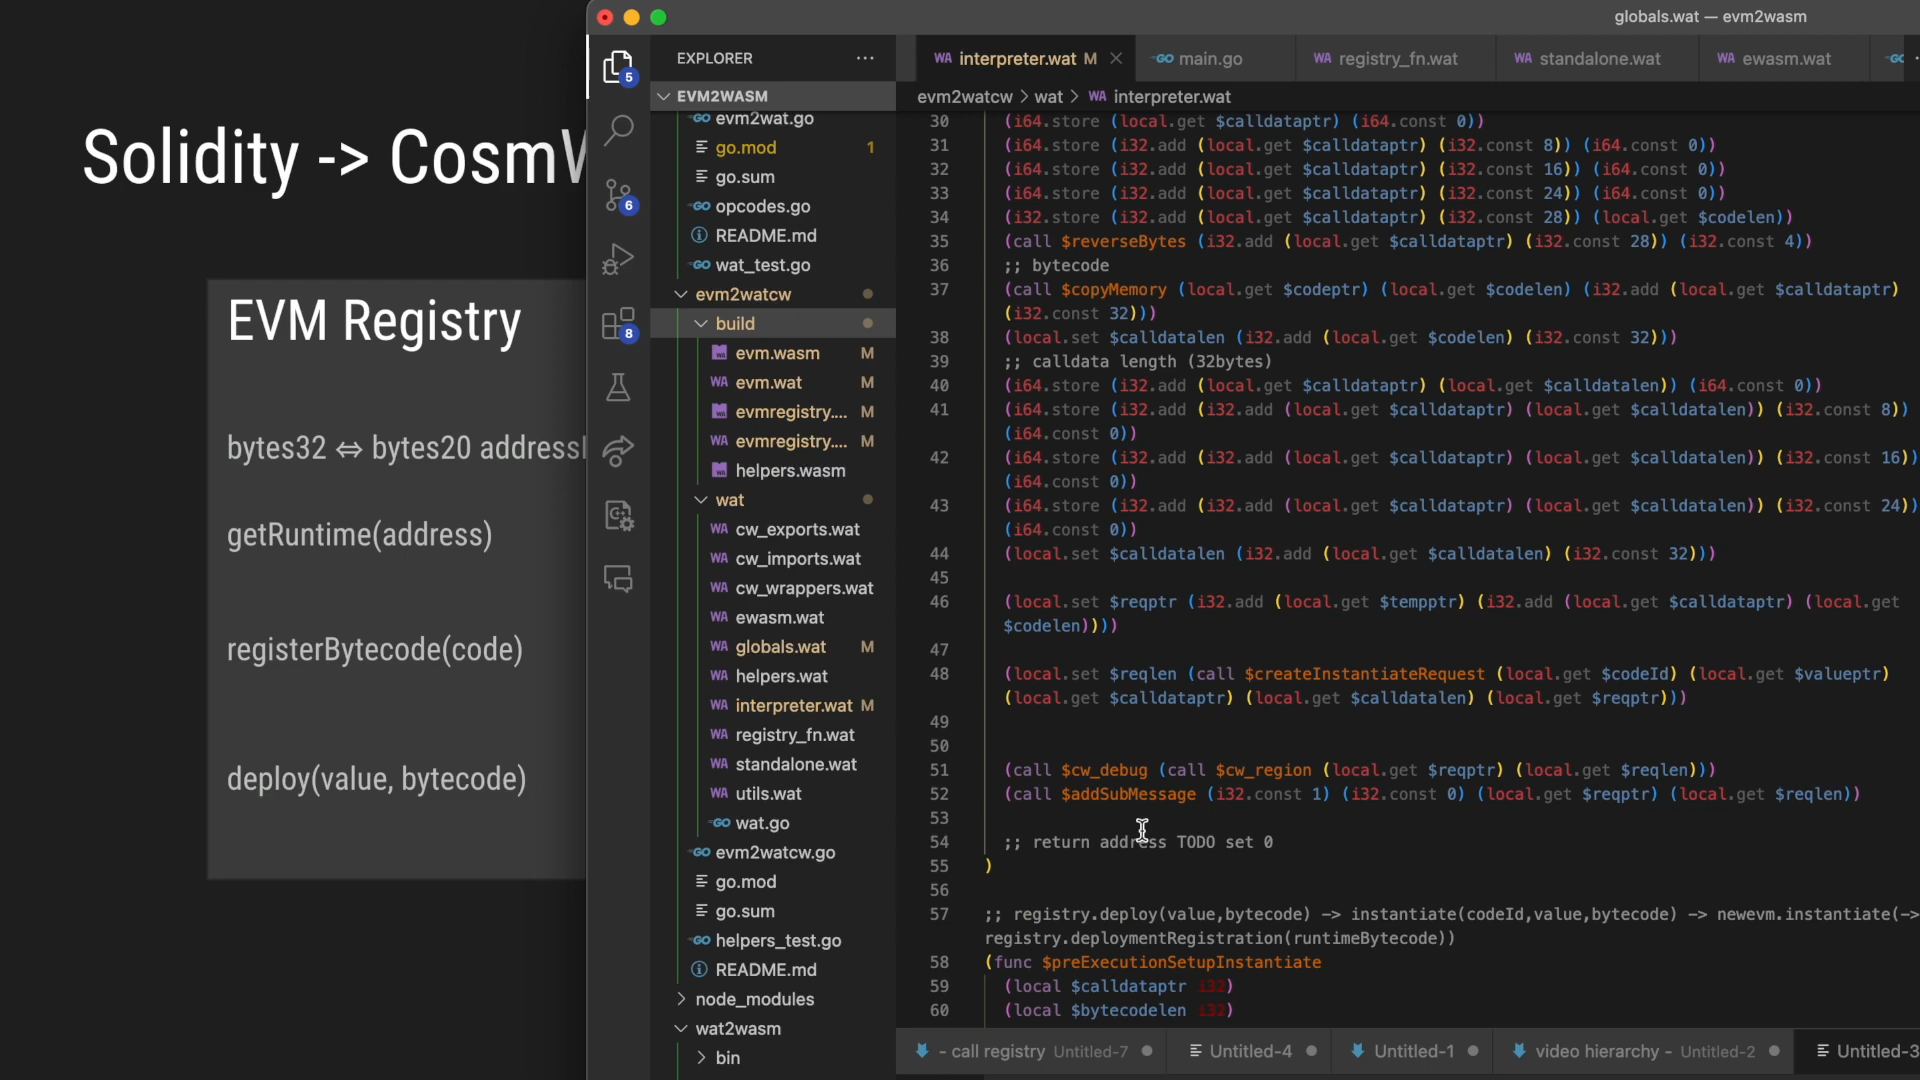 Solidity -> CosmW
EVM Registry
bytes32 ⇔ bytes20 address
getRuntime(address)
registerBytecode(code)
deploy(value, bytecode)
globals.wat — evm2wasm
EXPLORER ···
EVM2WASM
evm2wat.go
go.mod 1
go.sum
opcodes.go
README.md
wat_test.go
evm2watcw
build
evm.wasm M
evm.wat M
evmregistry.... M
evmregistry.... M
helpers.wasm
wat
cw_exports.wat
cw_imports.wat
cw_wrappers.wat
ewasm.wat
globals.wat M
helpers.wat
interpreter.wat M
registry_fn.wat
standalone.wat
utils.wat
wat.go
evm2watcw.go
go.mod
go.sum
helpers_test.go
README.md
node_modules
wat2wasm
bin
5
6
8
WA interpreter.wat M GO main.go WA registry_fn.wat WA standalone.wat WA ewasm.wat GO
evm2watcw > wat > WA interpreter.wat
30 (i64.store (local.get $calldataptr) (i64.const 0))
31 (i64.store (i32.add (local.get $calldataptr) (i32.const 8)) (i64.const 0))
32 (i64.store (i32.add (local.get $calldataptr) (i32.const 16)) (i64.const 0))
33 (i64.store (i32.add (local.get $calldataptr) (i32.const 24)) (i64.const 0))
34 (i32.store (i32.add (local.get $calldataptr) (i32.const 28)) (local.get $codelen))
35 (call $reverseBytes (i32.add (local.get $calldataptr) (i32.const 28)) (i32.const 4))
36 ;; bytecode
37 (call $copyMemory (local.get $codeptr) (local.get $codelen) (i32.add (local.get $calldataptr)
(i32.const 32)))
38 (local.set $calldatalen (i32.add (local.get $codelen) (i32.const 32)))
39 ;; calldata length (32bytes)
40 (i64.store (i32.add (local.get $calldataptr) (local.get $calldatalen)) (i64.const 0))
41 (i64.store (i32.add (i32.add (local.get $calldataptr) (local.get $calldatalen)) (i32.const 8))
(i64.const 0))
42 (i64.store (i32.add (i32.add (local.get $calldataptr) (local.get $calldatalen)) (i32.const 16))
(i64.const 0))
43 (i64.store (i32.add (i32.add (local.get $calldataptr) (local.get $calldatalen)) (i32.const 24))
(i64.const 0))
44 (local.set $calldatalen (i32.add (local.get $calldatalen) (i32.const 32)))
45
46 (local.set $reqptr (i32.add (local.get $tempptr) (i32.add (local.get $calldataptr) (local.get
$codelen))))
47
48 (local.set $reqlen (call $createInstantiateRequest (local.get $codeId) (local.get $valueptr)
(local.get $calldataptr) (local.get $calldatalen) (local.get $reqptr)))
49
50
51 (call $cw_debug (call $cw_region (local.get $reqptr) (local.get $reqlen)))
52 (call $addSubMessage (i32.const 1) (i32.const 0) (local.get $reqptr) (local.get $reqlen))
53
54 ;; return address TODO set 0
55 )
56
57 ;; registry.deploy(value,bytecode) -> instantiate(codeId,value,bytecode) -> newevm.instantiate(->
registry.deploymentRegistration(runtimeBytecode))
58 (func $preExecutionSetupInstantiate
59 (local $calldataptr i32)
60 (local $bytecodelen i32)
- call registry Untitled-7 Untitled-4 Untitled-1 video hierarchy - Untitled-2 Untitled-3